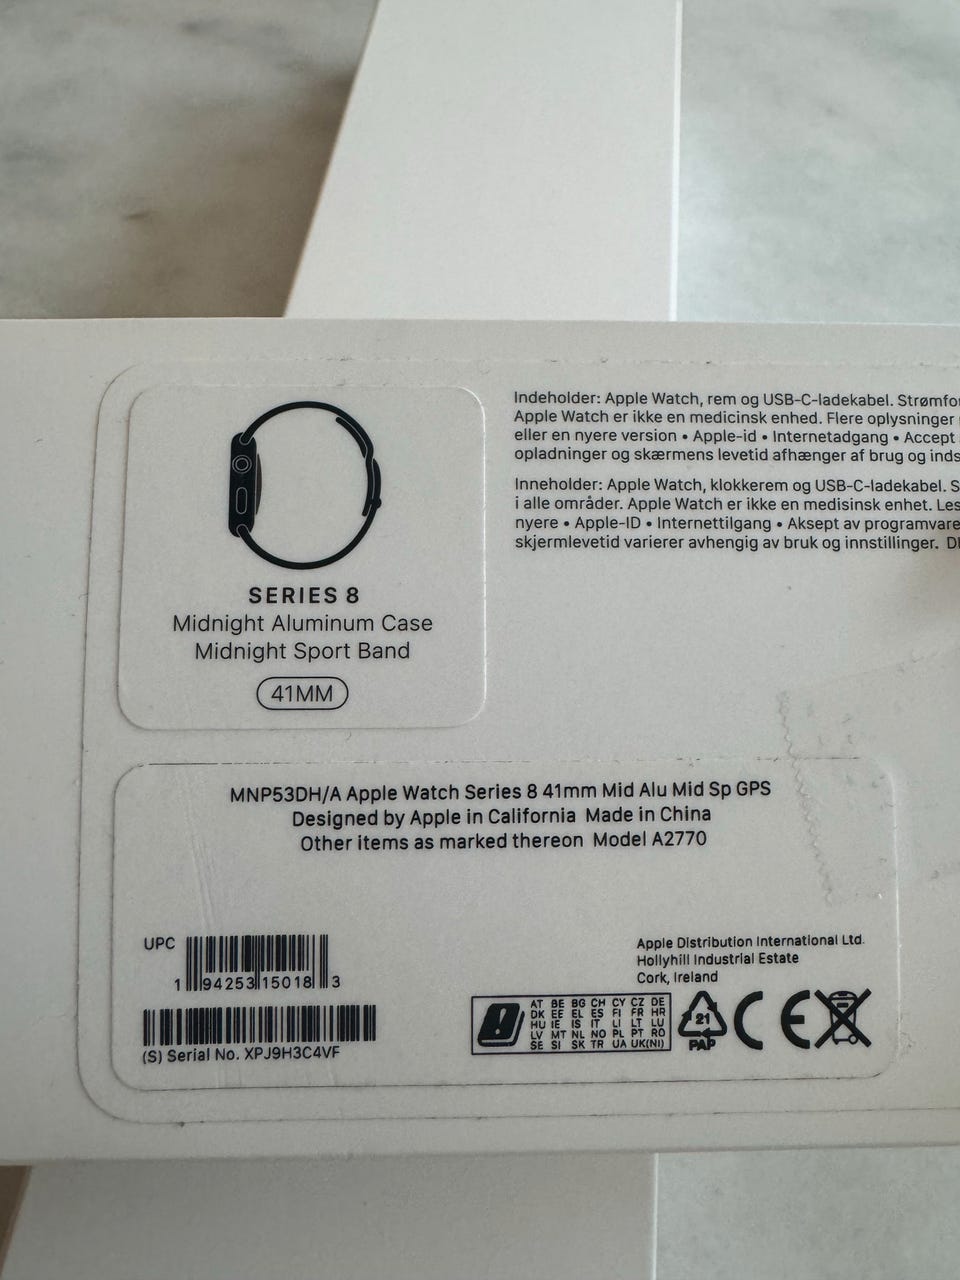 Indeholder: Apple Watch, rem og USB-C-ladekabel.
Apple Watch er ikke en medicinsk enhed. Flere oplysninger
eller en nyere version • Apple-id • Internetadgang • Accept
opladninger og skærmens levetid afhænger af brug og
Inneholder: Apple Watch, klokkerem og USB-C-ladekabel.
i alle områder. Apple Watch er ikke en medisinsk enhet.
nyere • Apple-ID • Internettilgang • Aksept av
skjermlevetid varierer avhengig av bruk og innstillinger.
SERIES 8
Midnight Aluminum Case
Midnight Sport Band
41MM
MNP53DH/A Apple Watch Series 8 41mm Mid Alu Mid Sp GPS
Designed by Apple in California Made in China
Other items as marked thereon Model A2770
UPC
1 94253 15018 3
(S) Serial No. XPJ9H3C4VF
Apple Distribution International Ltd.
Hollyhill Industrial Estate
Cork, Ireland
AT BE BG CH CY CZ DE
DK EE EL ES FI FR HR
HU IE IS IT LI LT LU
LV MT NL NO PL PT RO
SE SI SK TR UA UK(NI)
21
PAP
CE